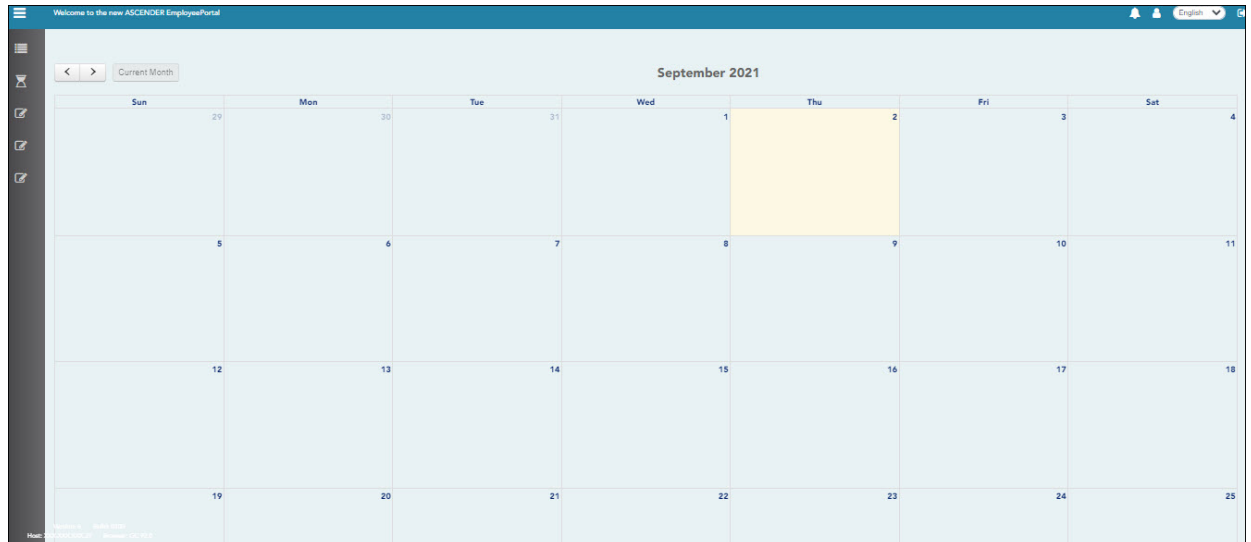 Welcome to the new ASCENDER EmployeePortal English
Current Month September 2021
Sun Mon Tue Wed Thu Fri Sat
29 30 31 1 2 3 4
5 6 7 8 9 10 11
12 13 14 15 16 17 18
19 20 21 22 23 24 25
Host: